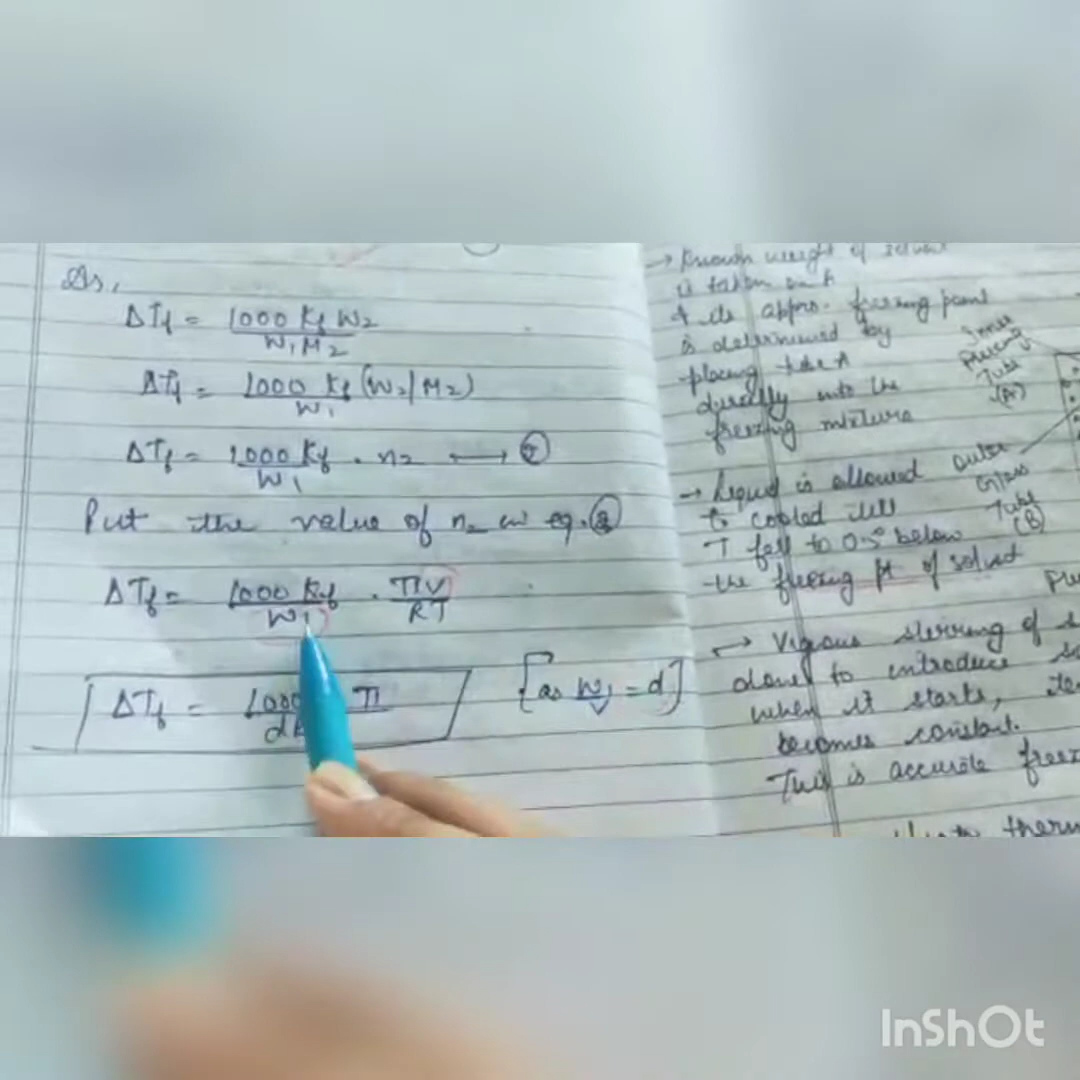 As,
ΔTf = 1000 Kf W2 / W1M2
ΔTf = 1000 Kf (W2/M2) / W1
ΔTf = 1000 Kf / W1 . n2 ⟶ ②
Put the value of n2 in eq. ②
ΔTf = 1000 Kf / W1 . πV / RT
ΔTf = 1000 π / d [as W1/V = d]
→ Known weight of solvent
is taken in A
& its appro. freezing point
is determined by
placing tube A
directly into the
freezing mixture
→ Liquid is allowed
to cooled till
T fall to 0.5° below
the freezing pt of solvent
Inner
Freezing
Tube
(A)
Outer
Glass
Tube
(B)
→ Vigrous stirring of
done to introduce
when it starts,
becomes constant.
This is accurate
InShOt